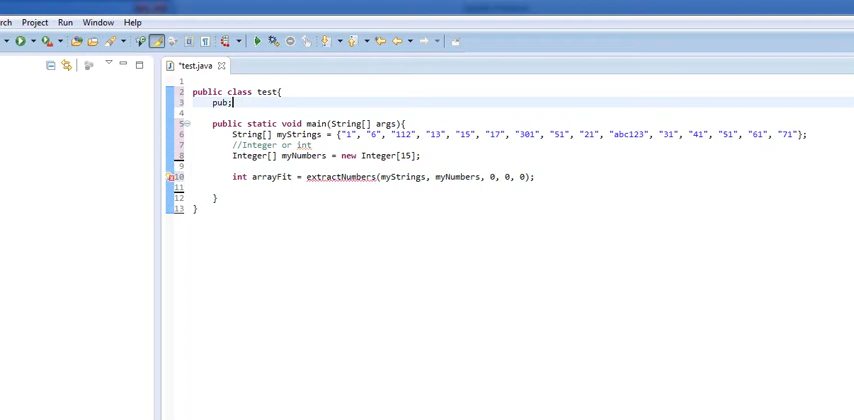 rch Project Run Window Help
*test.java
1
2 public class test{
3 pub;
4
5 public static void main(String[] args){
6 String[] myStrings = {"1", "6", "112", "13", "15", "17", "301", "51", "21", "abc123", "31", "41", "51", "61", "71"};
7 //Integer or int
8 Integer[] myNumbers = new Integer[15];
9
10 int arrayFit = extractNumbers(myStrings, myNumbers, 0, 0, 0);
11
12 }
13 }